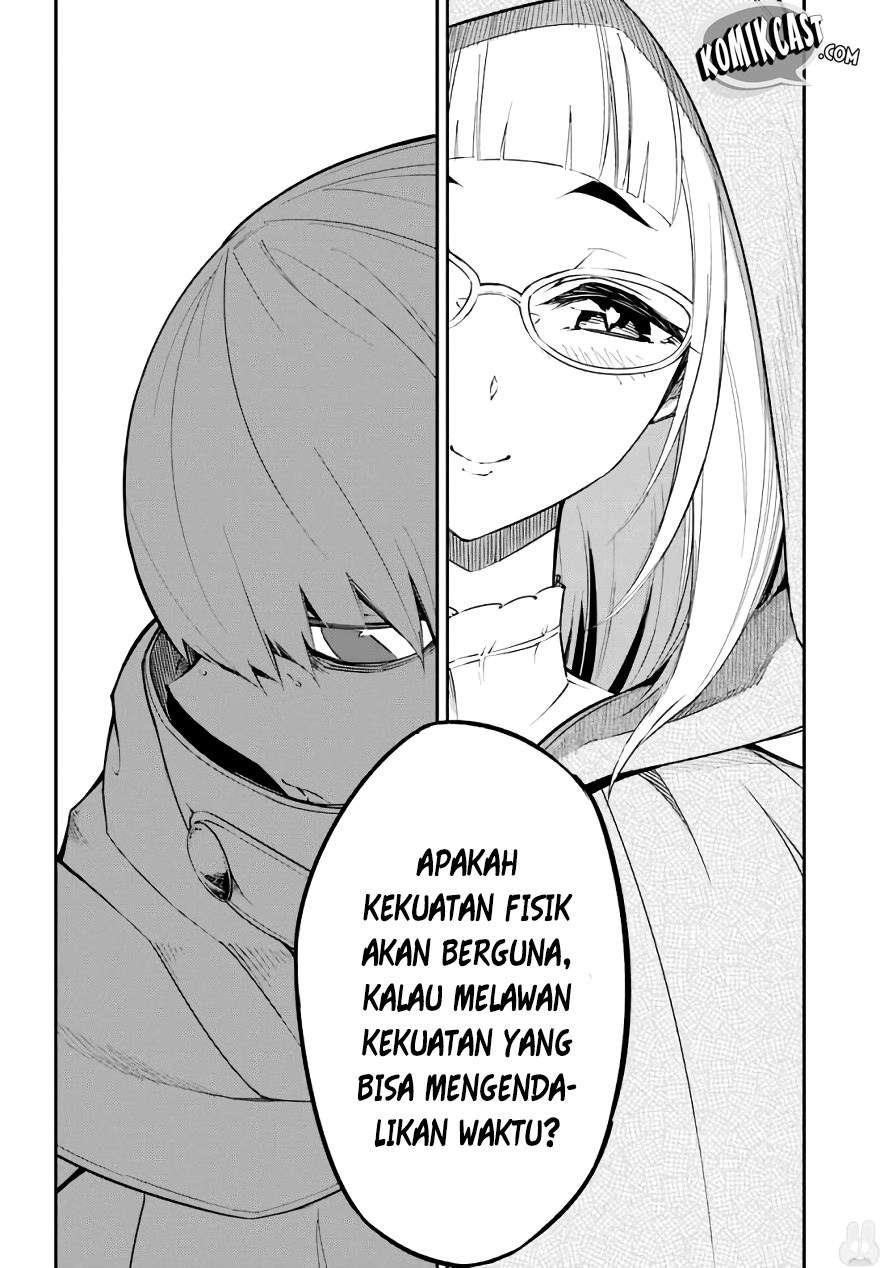 KOMIKCAST
.COM
APAKAH
KEKUATAN FISIK
AKAN BERGUNA,
KALAU MELAWAN
KEKUATAN YANG
BISA MENGENDA-
LIKAN WAKTU?